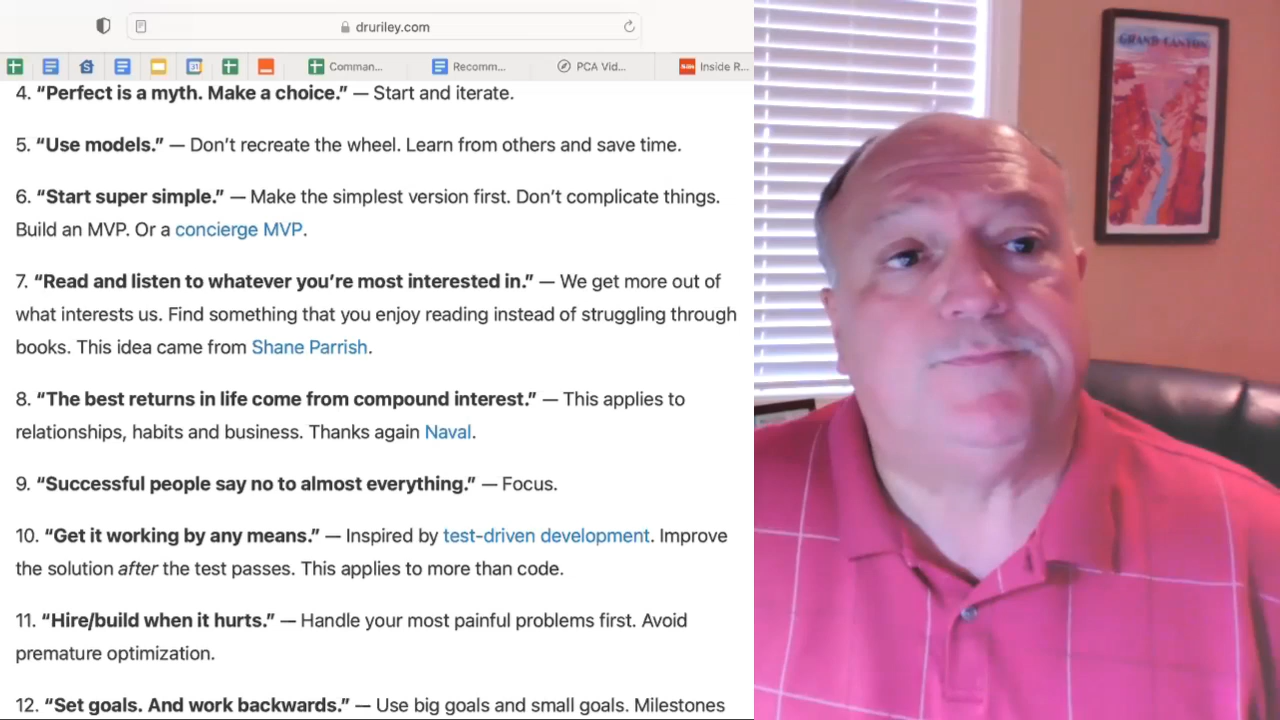 druriley.com
Comman...
Recomm...
PCA Vid...
Inside R...
4. “Perfect is a myth. Make a choice.” — Start and iterate.
5. “Use models.” — Don’t recreate the wheel. Learn from others and save time.
6. “Start super simple.” — Make the simplest version first. Don’t complicate things.
Build an MVP. Or a concierge MVP.
7. “Read and listen to whatever you’re most interested in.” — We get more out of
what interests us. Find something that you enjoy reading instead of struggling through
books. This idea came from Shane Parrish.
8. “The best returns in life come from compound interest.” — This applies to
relationships, habits and business. Thanks again Naval.
9. “Successful people say no to almost everything.” — Focus.
10. “Get it working by any means.” — Inspired by test-driven development. Improve
the solution after the test passes. This applies to more than code.
11. “Hire/build when it hurts.” — Handle your most painful problems first. Avoid
premature optimization.
12. “Set goals. And work backwards.” — Use big goals and small goals. Milestones
GRAND CANYON